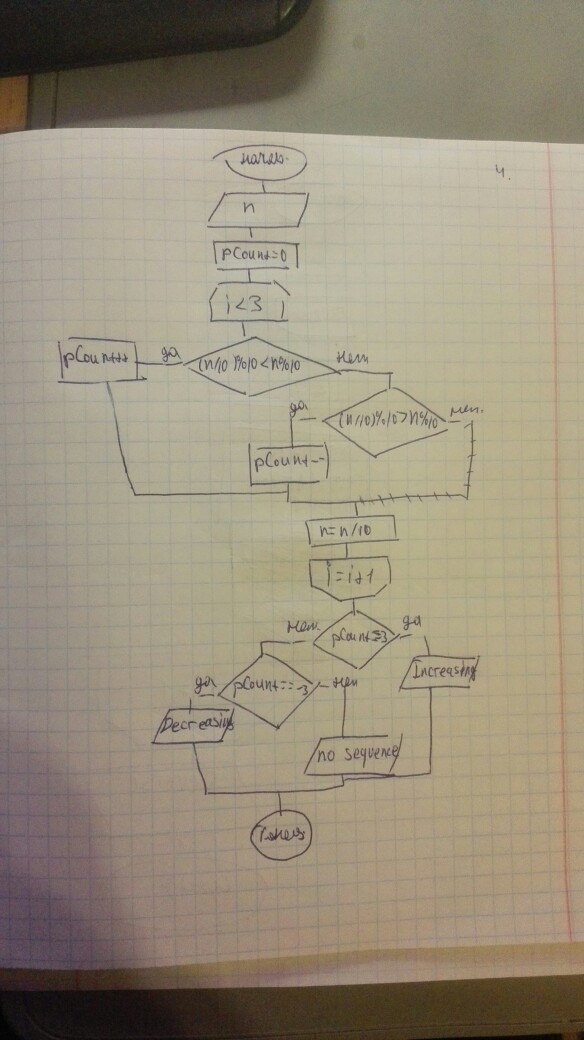 начало.
4.
n
pCount=0
i<3
pCount++
да
(n/10)%10<n%10
нет
да
(n/10)%10>n%10
нет.
pCount--
n=n/10
i=i+1
нет.
pCount==3
да
да
pCount==-3
нет
Increasing
Decreasing
no sequence